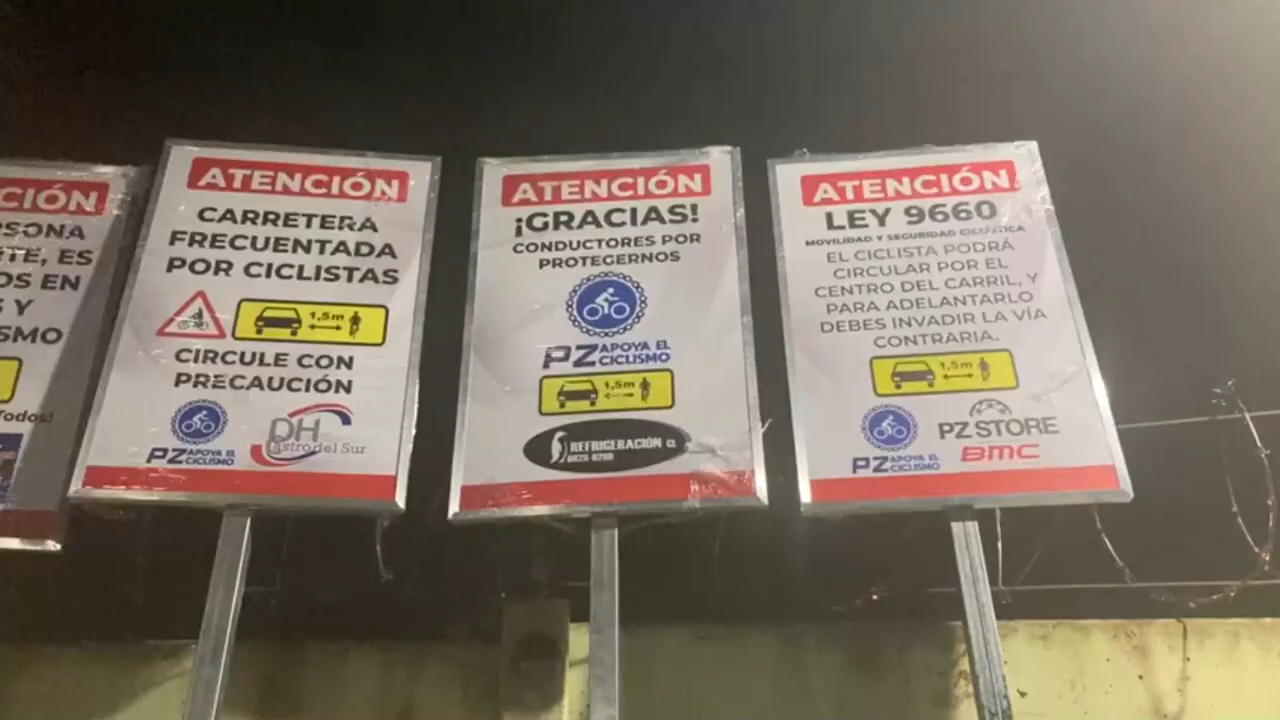 CIÓN
SONA
TE, ES
OS EN
S Y
SMO
Todos!
ATENCIÓN
CARRETERA
FRECUENTADA
POR CICLISTAS
1,5m
CIRCULE CON
PRECAUCIÓN
PZ APOYA EL
CICLISMO
DH
astro del Sur
ATENCIÓN
¡GRACIAS!
CONDUCTORES POR
PROTEGERNOS
PZ APOYA EL
CICLISMO
1,5m
REFRIGERACIÓN
ATENCIÓN
LEY 9660
MOVILIDAD Y SEGURIDAD CICLÍSTICA
EL CICLISTA PODRÁ
CIRCULAR POR EL
CENTRO DEL CARRIL, Y
PARA ADELANTARLO
DEBES INVADIR LA VÍA
CONTRARIA.
1,5m
PZ APOYA EL
CICLISMO
PZ STORE
BMC